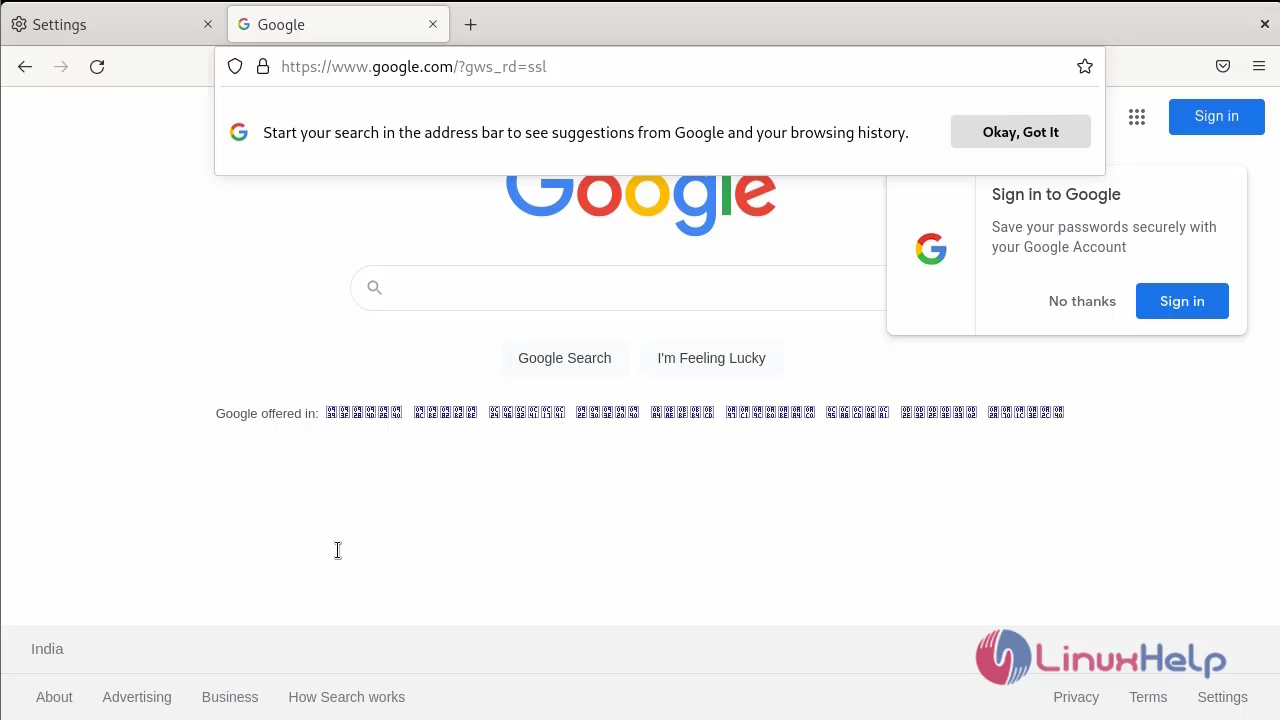 Settings
Google
https://www.google.com/?gws_rd=ssl
Start your search in the address bar to see suggestions from Google and your browsing history.
Okay, Got It
Sign in
Google
Sign in to Google
Save your passwords securely with
your Google Account
No thanks
Sign in
Google Search
I'm Feeling Lucky
Google offered in:
India
LinuxHelp
About
Advertising
Business
How Search works
Privacy
Terms
Settings